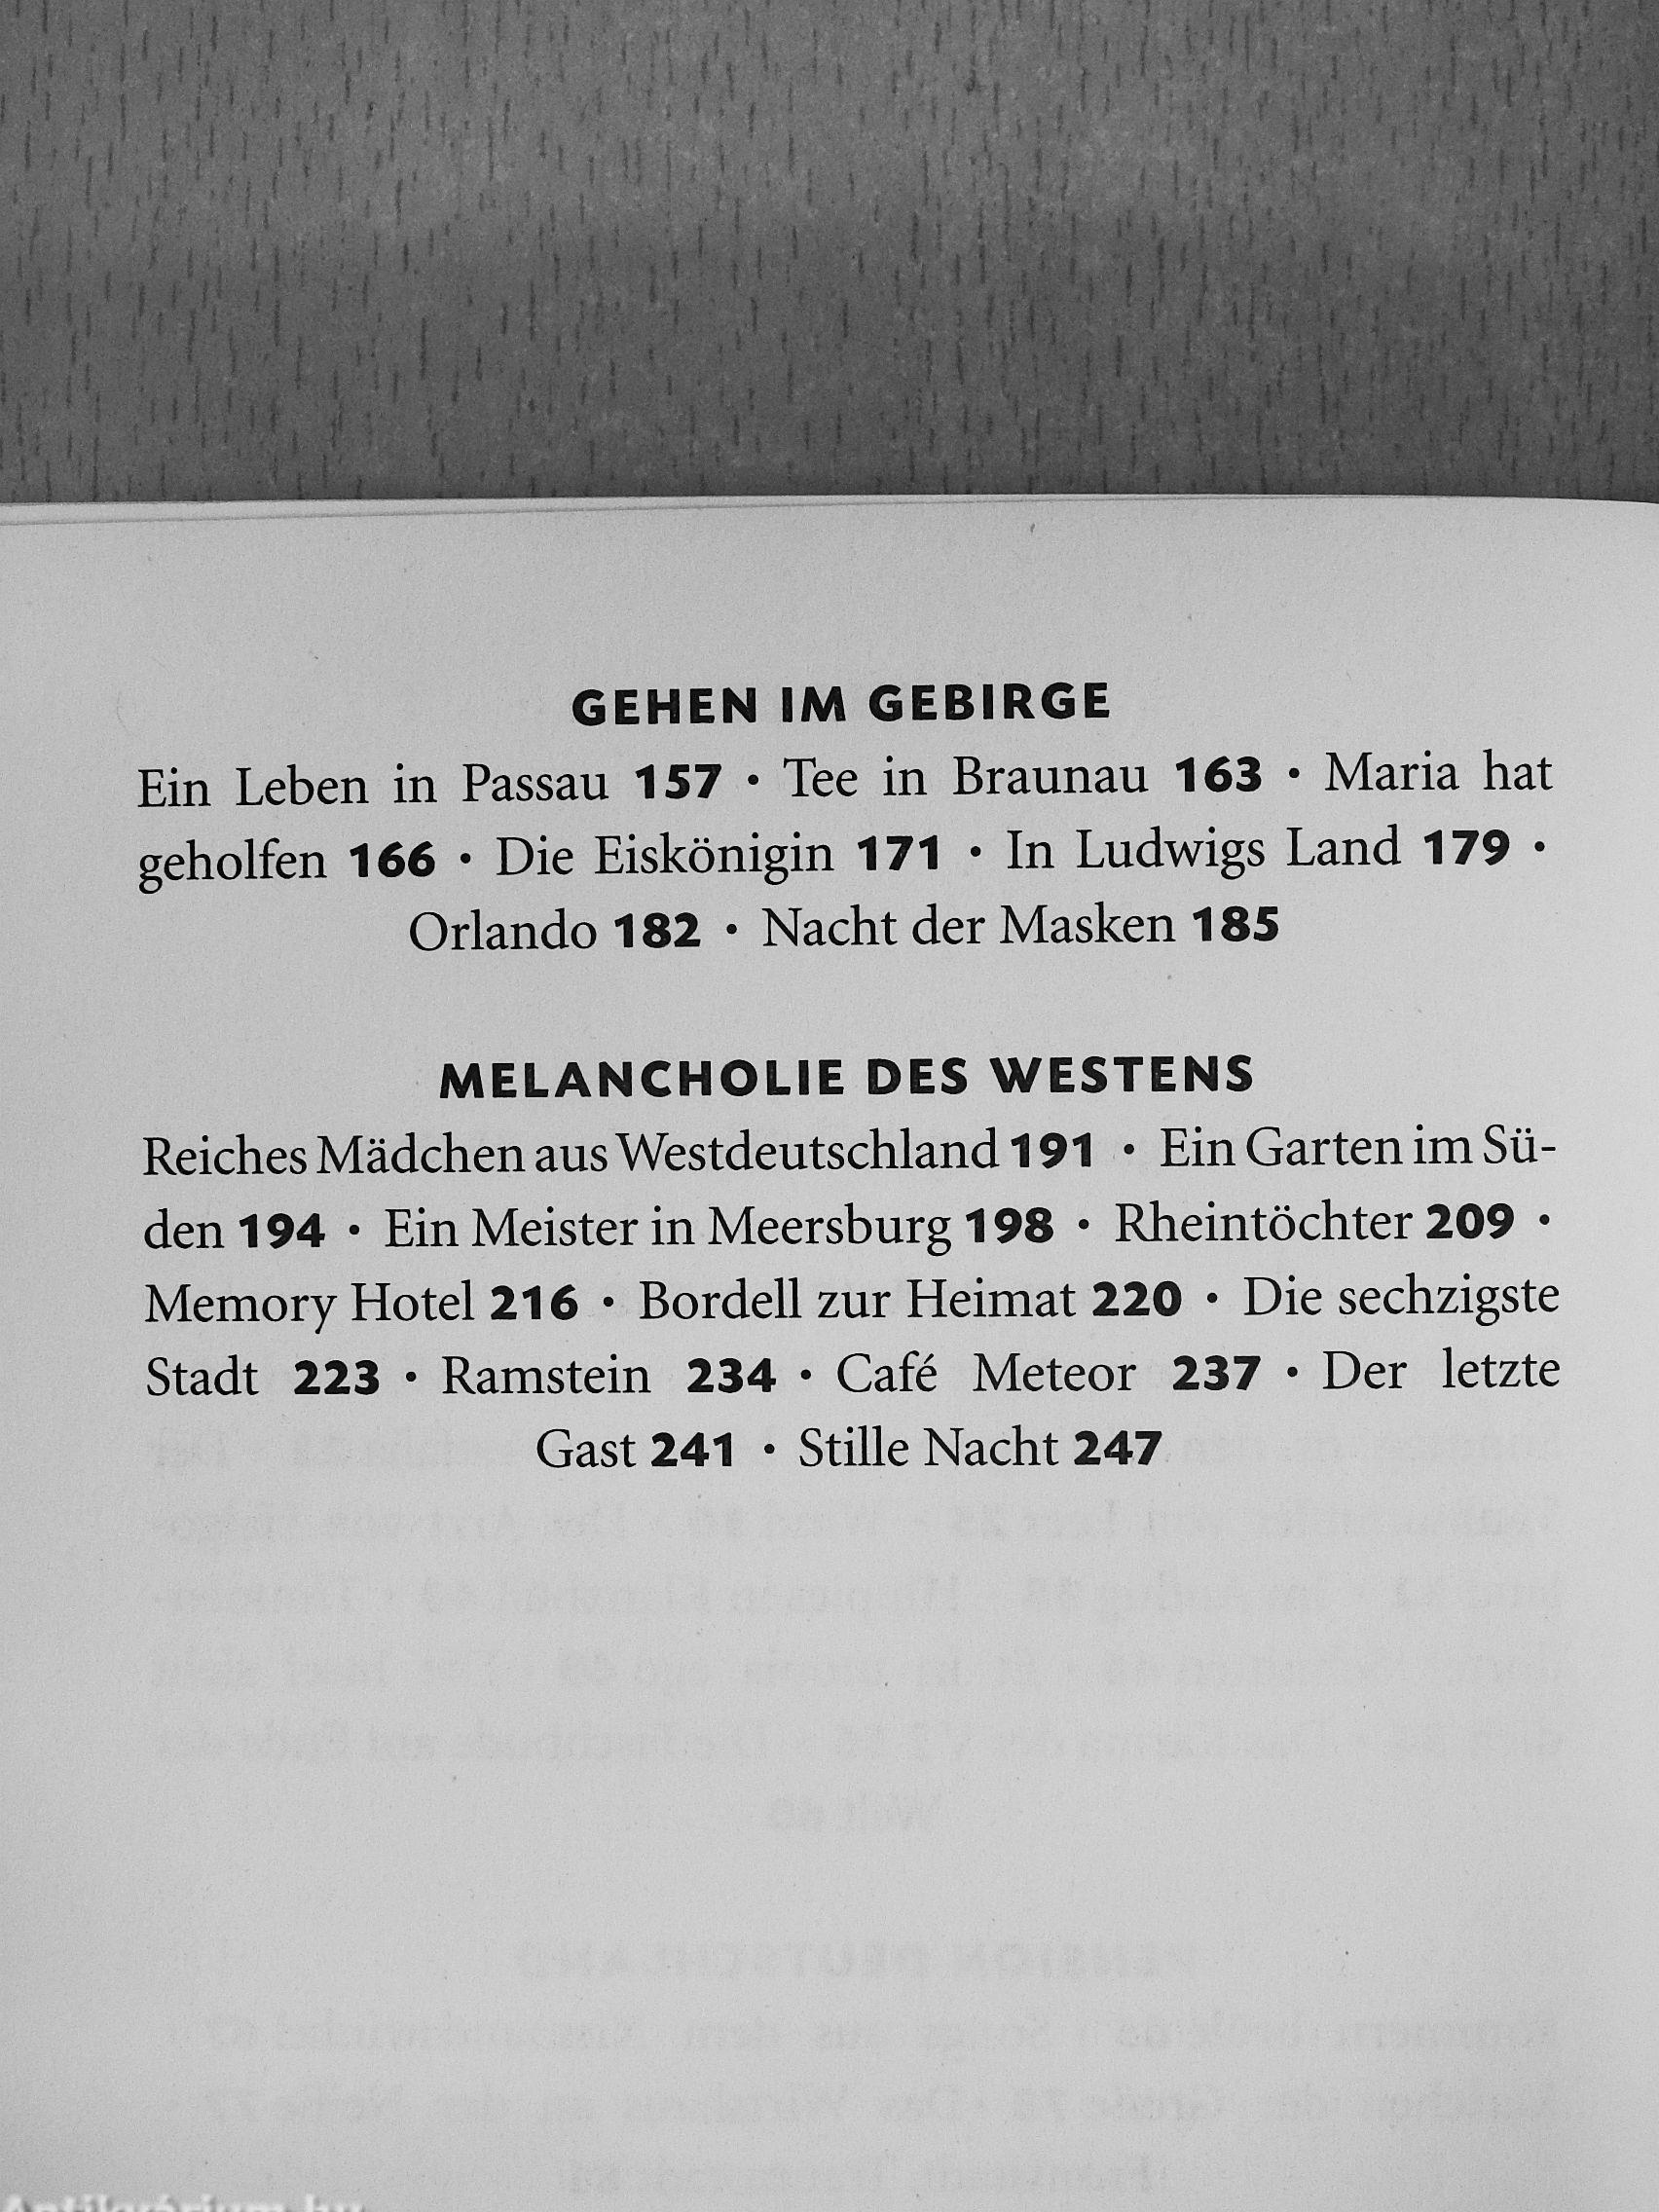 GEHEN IM GEBIRGE
Ein Leben in Passau 157 • Tee in Braunau 163 • Maria hat
geholfen 166 • Die Eiskönigin 171 • In Ludwigs Land 179 •
Orlando 182 • Nacht der Masken 185
MELANCHOLIE DES WESTENS
Reiches Mädchen aus Westdeutschland 191 • Ein Garten im Sü-
den 194 • Ein Meister in Meersburg 198 • Rheintöchter 209 •
Memory Hotel 216 • Bordell zur Heimat 220 • Die sechzigste
Stadt 223 • Ramstein 234 • Café Meteor 237 • Der letzte
Gast 241 • Stille Nacht 247